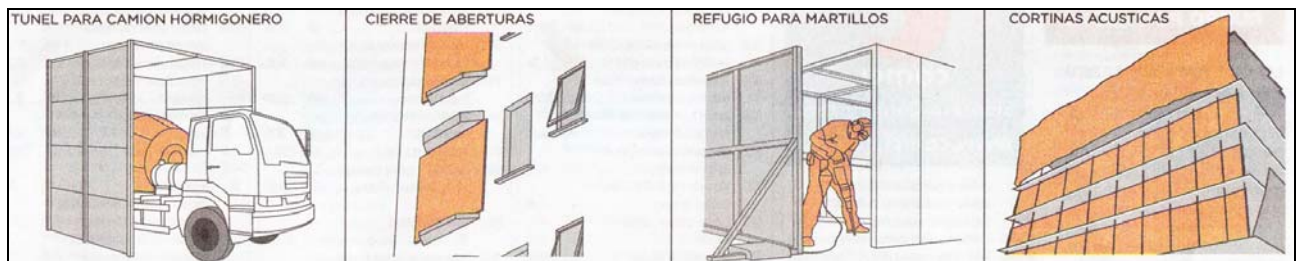 TUNEL PARA CAMION HORMIGONERO
CIERRE DE ABERTURAS
REFUGIO PARA MARTILLOS
CORTINAS ACUSTICAS